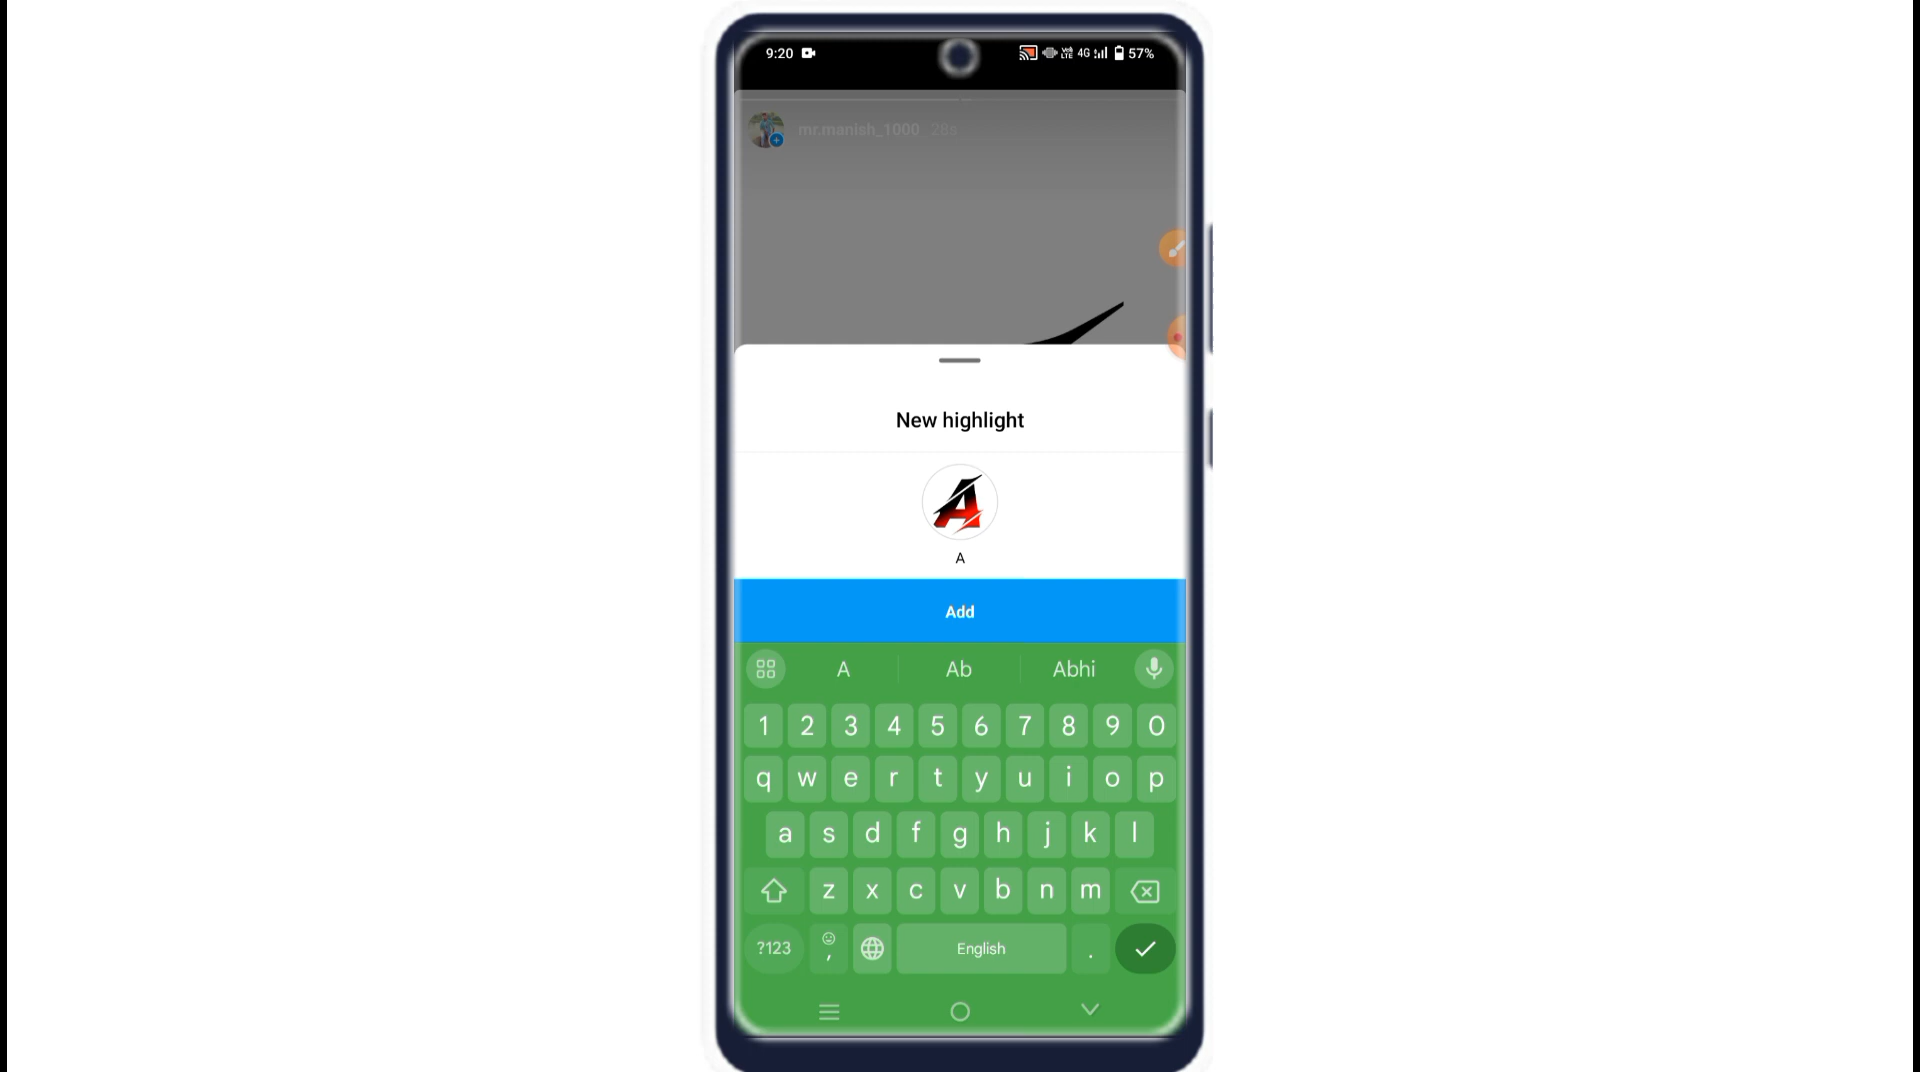 9:20 VoLTE 4G 57%
mr.manish_1000 28s
New highlight
A
A
Add
A Ab Abhi
1 2 3 4 5 6 7 8 9 0
q w e r t y u i o p
a s d f g h j k l
z x c v b n m
?123 , English .